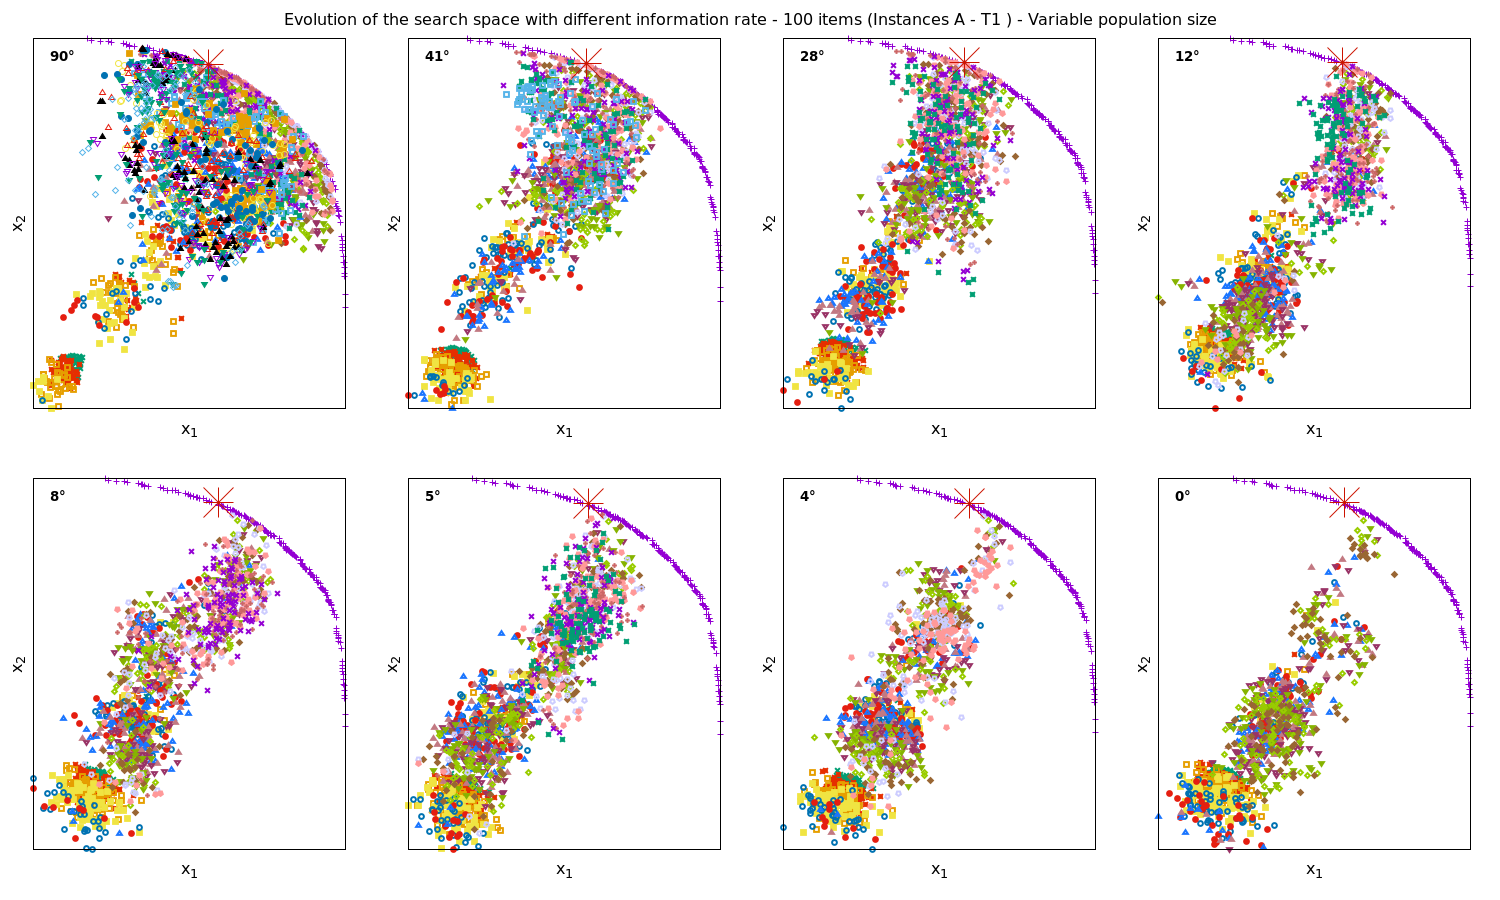 Evolution of the search space with different information rate - 100 items (Instances A - T1 ) - Variable population size
90° 41° 28° 12°
x2 x2 x2 x2
x1 x1 x1 x1
8° 5° 4° 0°
x2 x2 x2 x2
x1 x1 x1 x1